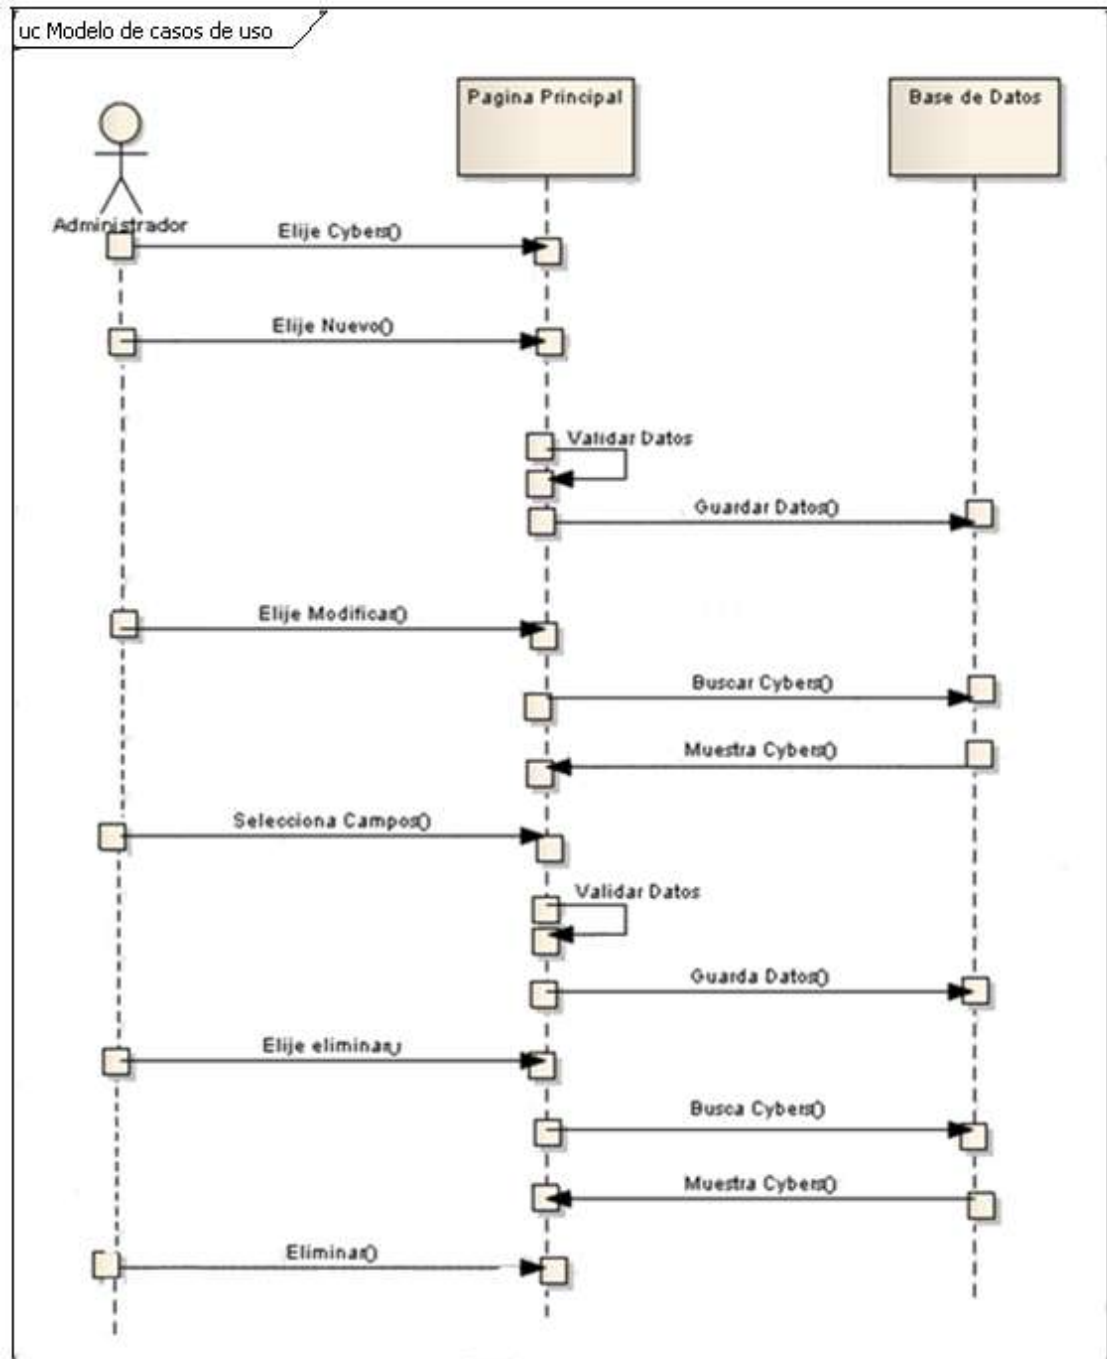 uc Modelo de casos de uso
Pagina Principal
Base de Datos
Administrador
Elije Cybers()
Elije Nuevo()
Validar Datos
Guardar Datos()
Elije Modificar()
Buscar Cybers()
Muestra Cybers()
Selecciona Campos()
Validar Datos
Guarda Datos()
Elije eliminar()
Busca Cybers()
Muestra Cybers()
Eliminar()